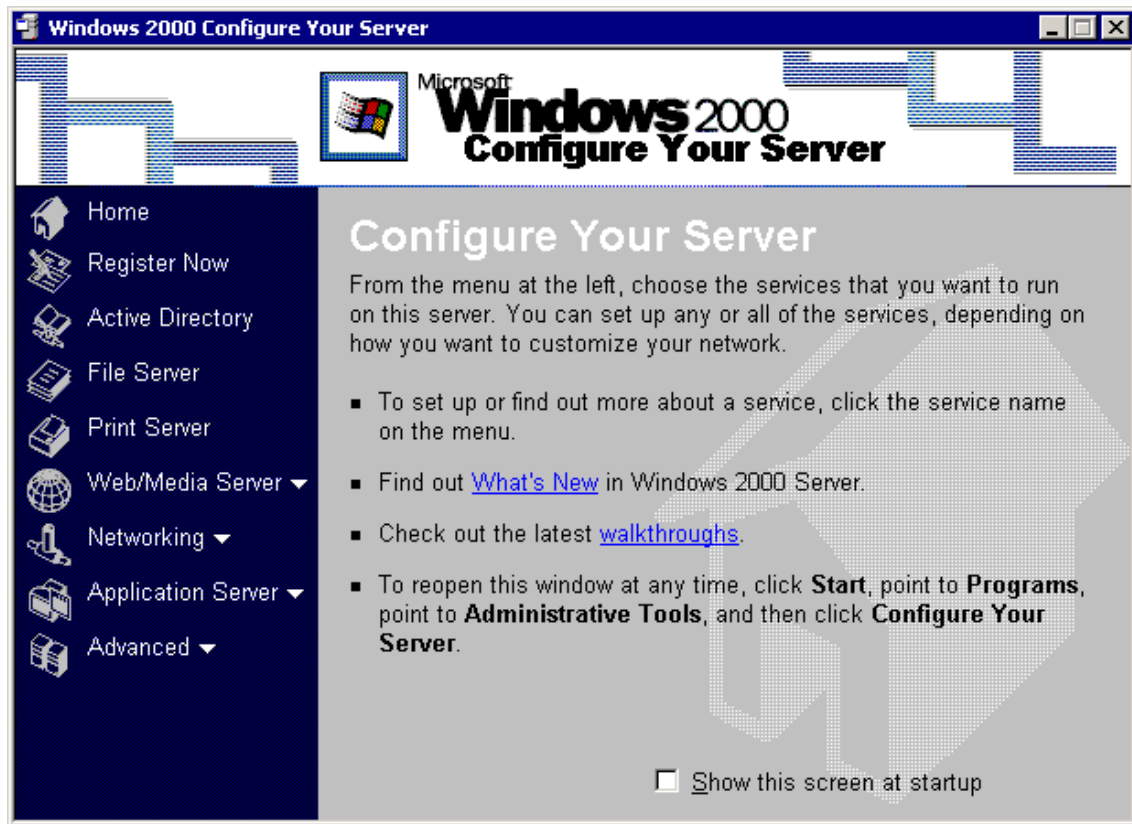 Windows 2000 Configure Your Server
Microsoft
Windows 2000
Configure Your Server
Home
Register Now
Active Directory
File Server
Print Server
Web/Media Server
Networking
Application Server
Advanced
Configure Your Server
From the menu at the left, choose the services that you want to run
on this server. You can set up any or all of the services, depending on
how you want to customize your network.
To set up or find out more about a service, click the service name
on the menu.
Find out What's New in Windows 2000 Server.
Check out the latest walkthroughs.
To reopen this window at any time, click Start, point to Programs,
point to Administrative Tools, and then click Configure Your
Server.
Show this screen at startup